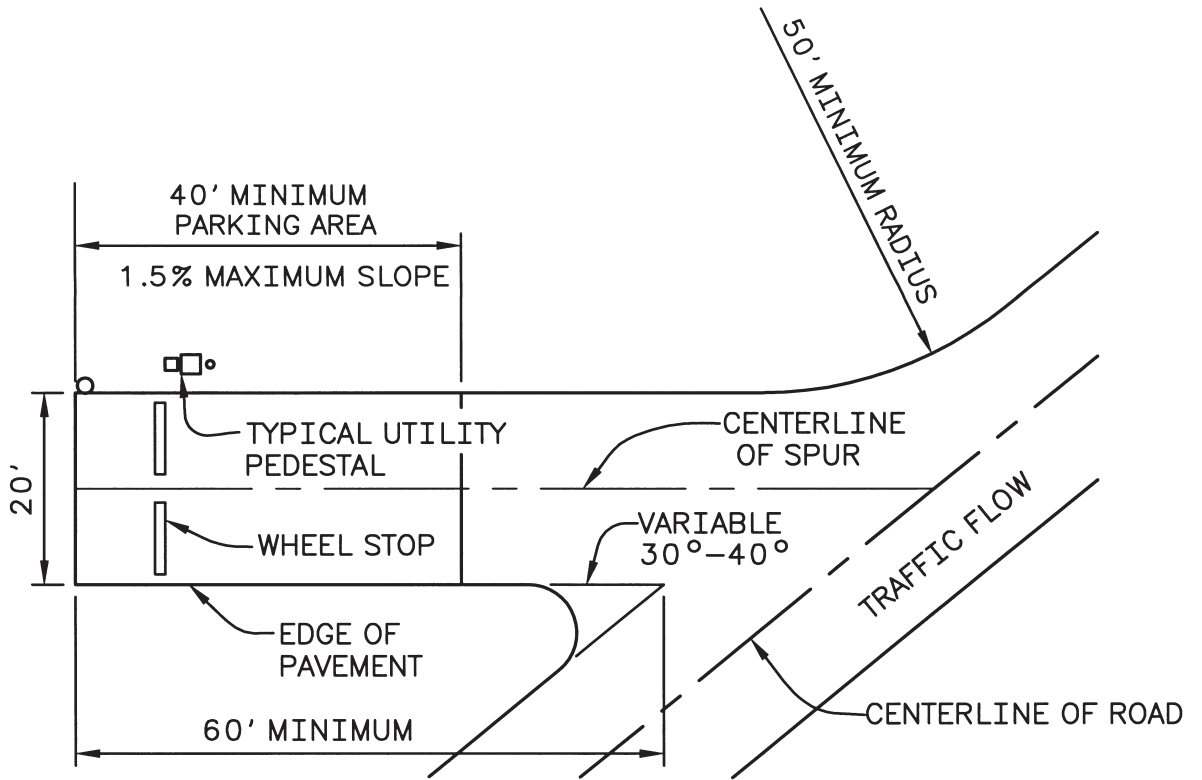 50' MINIMUM RADIUS
40' MINIMUM
PARKING AREA
1.5% MAXIMUM SLOPE
TYPICAL UTILITY
PEDESTAL
CENTERLINE
OF SPUR
20'
WHEEL STOP
VARIABLE
30°–40°
TRAFFIC FLOW
EDGE OF
PAVEMENT
60' MINIMUM
CENTERLINE OF ROAD